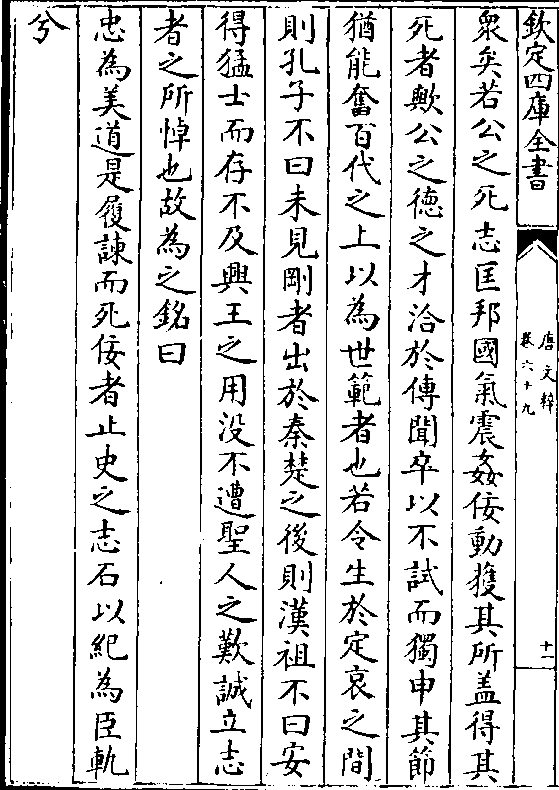 欽定四庫全書
唐文粹
卷六十九
十一
衆矣若公之死志匡邦國氣震姦佞動獲其所盖得其
死者歟公之徳之才洽於傳聞卒以不試而獨申其節
猶能奮百代之上以為世範者也若令生於定哀之間
則孔子不曰未見剛者出於秦楚之後則漢祖不曰安
得猛士而存不及興王之用没不遭聖人之歎誠立志
者之所悼也故為之銘曰
忠為美道是履諫而死佞者止史之志石以紀為臣軌
兮